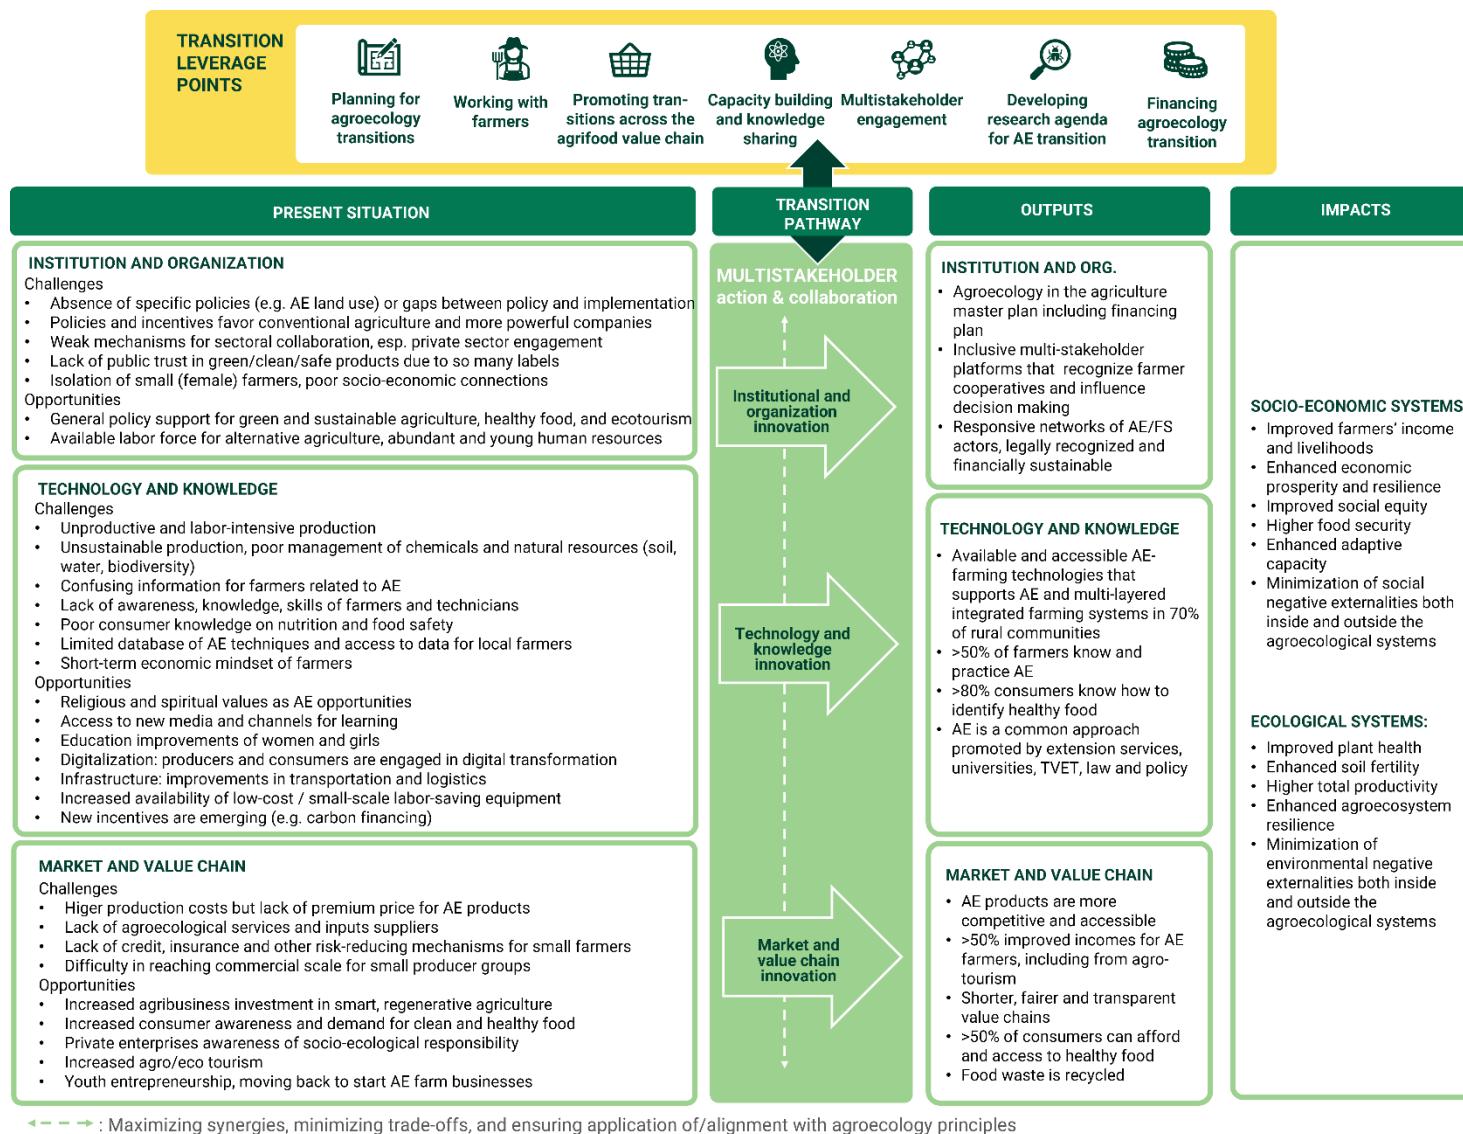 TRANSITION
LEVERAGE
POINTS
Planning for
agroecology
transitions
Working with
farmers
Promoting tran-
sitions across the
agrifood value chain
Capacity building
and knowledge
sharing
Multistakeholder
engagement
Developing
research agenda
for AE transition
Financing
agroecology
transition
PRESENT SITUATION
TRANSITION
PATHWAY
OUTPUTS
IMPACTS
INSTITUTION AND ORGANIZATION
Challenges
• Absence of specific policies (e.g. AE land use) or gaps between policy and implementation
• Policies and incentives favor conventional agriculture and more powerful companies
• Weak mechanisms for sectoral collaboration, esp. private sector engagement
• Lack of public trust in green/clean/safe products due to so many labels
• Isolation of small (female) farmers, poor socio-economic connections
Opportunities
• General policy support for green and sustainable agriculture, healthy food, and ecotourism
• Available labor force for alternative agriculture, abundant and young human resources
TECHNOLOGY AND KNOWLEDGE
Challenges
• Unproductive and labor-intensive production
• Unsustainable production, poor management of chemicals and natural resources (soil,
water, biodiversity)
• Confusing information for farmers related to AE
• Lack of awareness, knowledge, skills of farmers and technicians
• Poor consumer knowledge on nutrition and food safety
• Limited database of AE techniques and access to data for local farmers
• Short-term economic mindset of farmers
Opportunities
• Religious and spiritual values as AE opportunities
• Access to new media and channels for learning
• Education improvements of women and girls
• Digitalization: producers and consumers are engaged in digital transformation
• Infrastructure: improvements in transportation and logistics
• Increased availability of low-cost / small-scale labor-saving equipment
• New incentives are emerging (e.g. carbon financing)
MARKET AND VALUE CHAIN
Challenges
• Higer production costs but lack of premium price for AE products
• Lack of agroecological services and inputs suppliers
• Lack of credit, insurance and other risk-reducing mechanisms for small farmers
• Difficulty in reaching commercial scale for small producer groups
Opportunities
• Increased agribusiness investment in smart, regenerative agriculture
• Increased consumer awareness and demand for clean and healthy food
• Private enterprises awareness of socio-ecological responsibility
• Increased agro/eco tourism
• Youth entrepreneurship, moving back to start AE farm businesses
MULTISTAKEHOLDER
action & collaboration
Institutional and
organization
innovation
Technology and
knowledge
innovation
Market and
value chain
innovation
INSTITUTION AND ORG.
• Agroecology in the agriculture
master plan including financing
plan
• Inclusive multi-stakeholder
platforms that recognize farmer
cooperatives and influence
decision making
• Responsive networks of AE/FS
actors, legally recognized and
financially sustainable
TECHNOLOGY AND KNOWLEDGE
• Available and accessible AE-
farming technologies that
supports AE and multi-layered
integrated farming systems in 70%
of rural communities
• >50% of farmers know and
practice AE
• >80% consumers know how to
identify healthy food
• AE is a common approach
promoted by extension services,
universities, TVET, law and policy
MARKET AND VALUE CHAIN
• AE products are more
competitive and accessible
• >50% improved incomes for AE
farmers, including from agro-
tourism
• Shorter, fairer and transparent
value chains
• >50% of consumers can afford
and access to healthy food
• Food waste is recycled
SOCIO-ECONOMIC SYSTEMS
• Improved farmers' income
and livelihoods
• Enhanced economic
prosperity and resilience
• Improved social equity
• Higher food security
• Enhanced adaptive
capacity
• Minimization of social
negative externalities both
inside and outside the
agroecological systems
ECOLOGICAL SYSTEMS:
• Improved plant health
• Enhanced soil fertility
• Higher total productivity
• Enhanced agroecosystem
resilience
• Minimization of
environmental negative
externalities both inside
and outside the
agroecological systems
: Maximizing synergies, minimizing trade-offs, and ensuring application of/alignment with agroecology principles